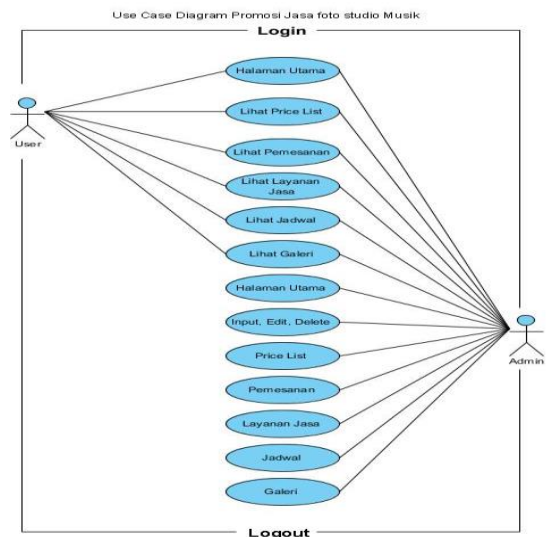 Use Case Diagram Promosi Jasa foto studio Musik
Login
Halaman Utama
Lihat Price List
User
Lihat Pemesanan
Lihat Layanan
Jasa
Lihat Jadwal
Lihat Galeri
Halaman Utama
Input, Edit, Delete
Price List
Admin
Pemesanan
Layanan Jasa
Jadwal
Galeri
Logout